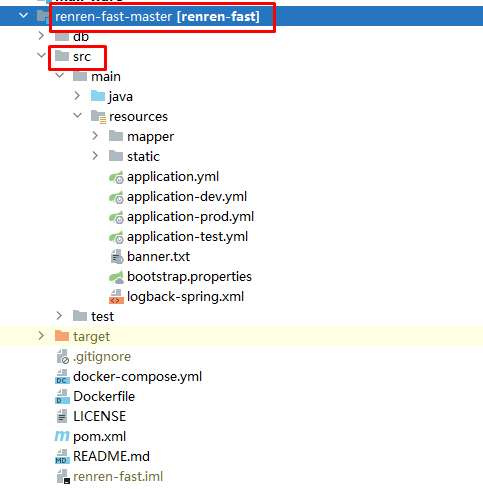 renren-fast-master [renren-fast]
db
src
main
java
resources
mapper
static
application.yml
application-dev.yml
application-prod.yml
application-test.yml
banner.txt
bootstrap.properties
logback-spring.xml
test
target
.gitignore
docker-compose.yml
Dockerfile
LICENSE
pom.xml
README.md
renren-fast.iml